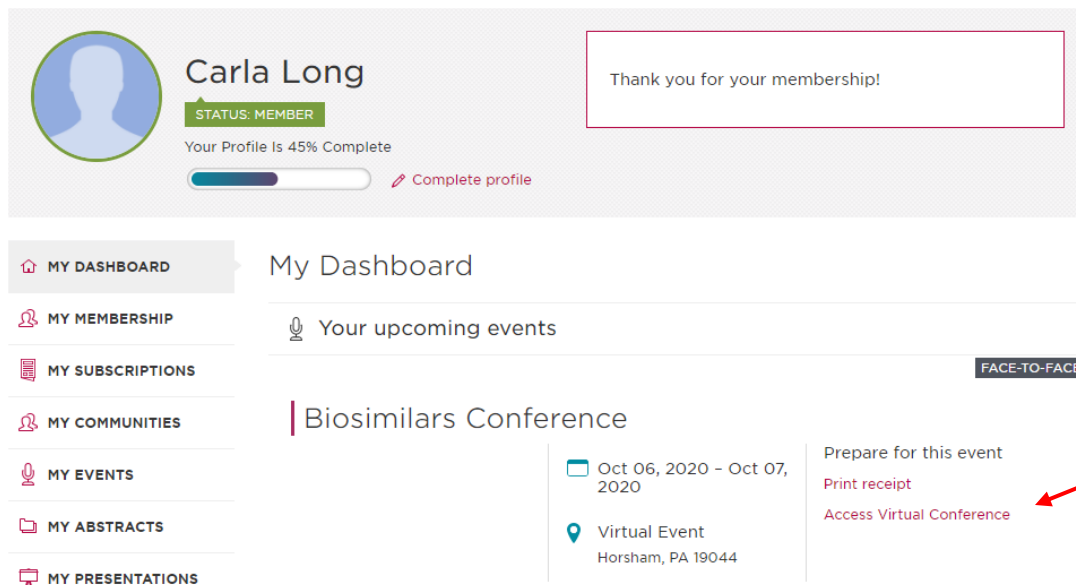 Carla Long
STATUS: MEMBER
Your Profile Is 45% Complete
Complete profile
Thank you for your membership!
MY DASHBOARD
MY MEMBERSHIP
MY SUBSCRIPTIONS
MY COMMUNITIES
MY EVENTS
MY ABSTRACTS
MY PRESENTATIONS
My Dashboard
Your upcoming events
FACE-TO-FACE
Biosimilars Conference
Oct 06, 2020 – Oct 07,
2020
Virtual Event
Horsham, PA 19044
Prepare for this event
Print receipt
Access Virtual Conference